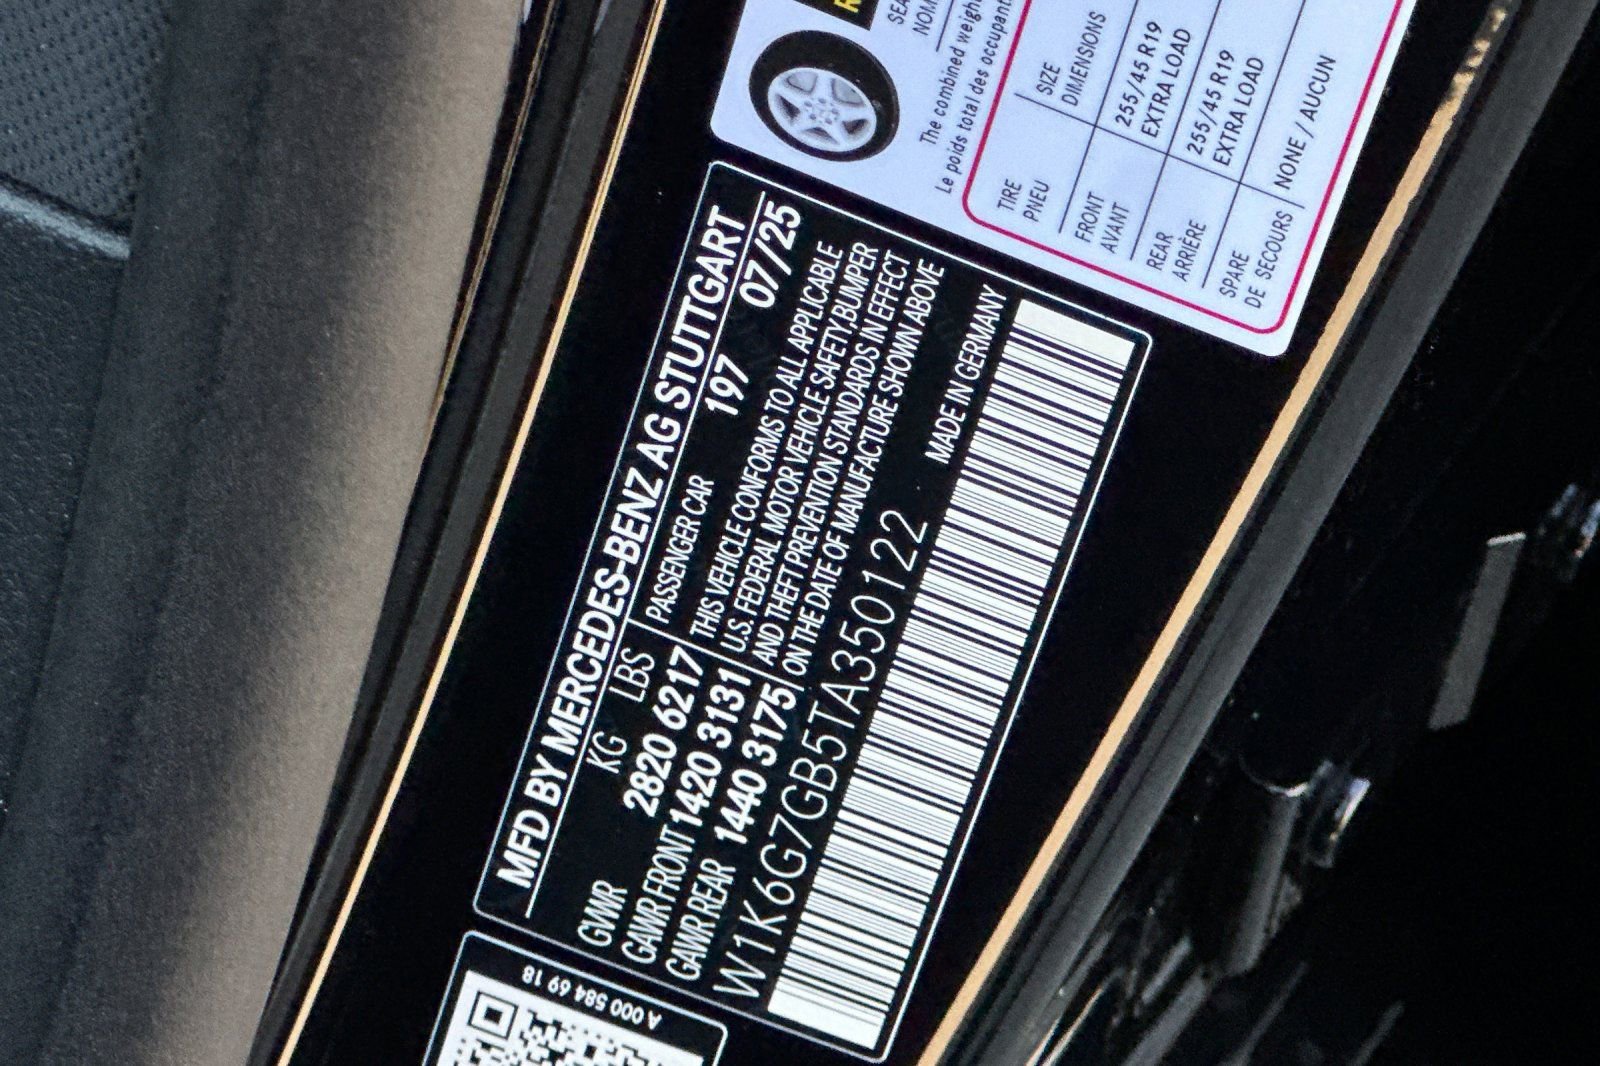 MFD BY MERCEDES-BENZ AG STUTTGART
KG LBS
GVWR 2820 6217
GAWR FRONT 1420 3131
GAWR REAR 1440 3175
PASSENGER CAR 197 07/25
THIS VEHICLE CONFORMS TO ALL APPLICABLE
U.S. FEDERAL MOTOR VEHICLE SAFETY,BUMPER
AND THEFT PREVENTION STANDARDS IN EFFECT
ON THE DATE OF MANUFACTURE SHOWN ABOVE
MADE IN GERMANY
W1K6G7GB5TA350122
A 000 584 69 18
The combined weigh
Le poids total des occupant
TIRE
PNEU
SIZE
DIMENSIONS
FRONT
AVANT
255/45 R19
EXTRA LOAD
REAR
ARRIÈRE
255/45 R19
EXTRA LOAD
SPARE
DE SECOURS
NONE / AUCUN